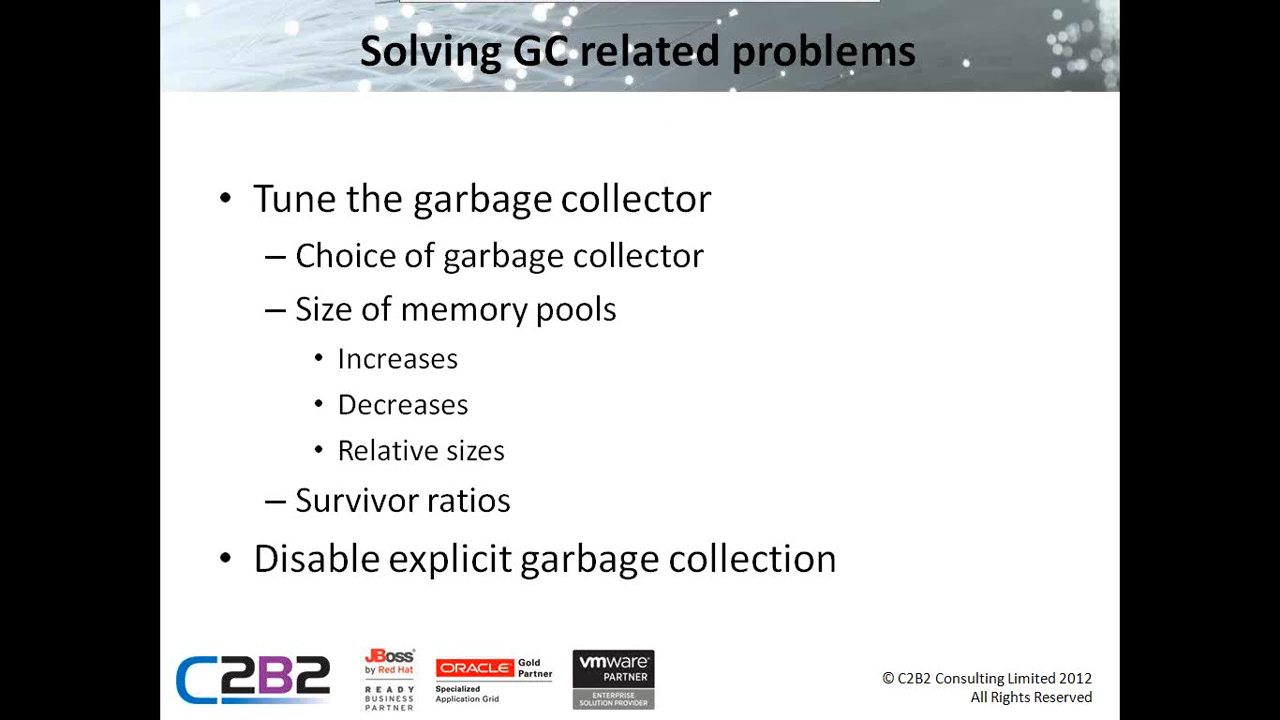 Solving GC related problems
• Tune the garbage collector
– Choice of garbage collector
– Size of memory pools
• Increases
• Decreases
• Relative sizes
– Survivor ratios
• Disable explicit garbage collection
C2B2
JBoss
by Red Hat
READY
BUSINESS
PARTNER
ORACLE Gold
Partner
Specialized
Application Grid
vmware
PARTNER
ENTERPRISE
SOLUTION PROVIDER
© C2B2 Consulting Limited 2012
All Rights Reserved